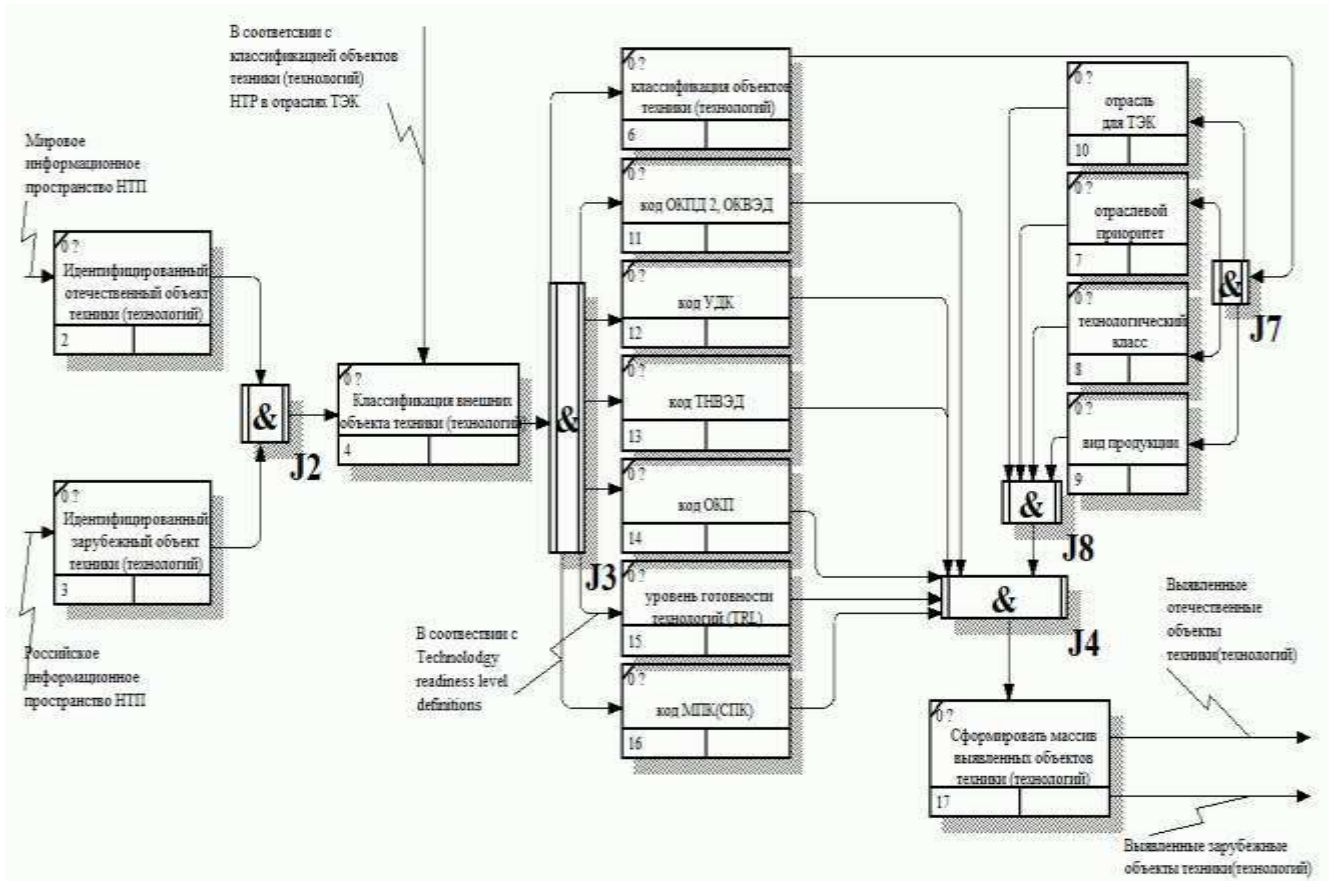 В соответсвии с
классификацией объектов
техники (технологий)
НТР в отраслях ТЭК
Мировое
информационное
пространство НТП
0 ?
Идентифицированный
отечественный объект
техники (технологий)
2
&
J2
0 ?
Идентифицированный
зарубежный объект
техники (технологий)
3
Российское
информационное
пространство НТП
0 ?
Классификация внешних
объекта техники (технологий)
4
&
J3
0 ?
классификация объектов
техники (технологий)
6
0 ?
код ОКПД 2, ОКВЭД
11
0 ?
код УДК
12
0 ?
код ТНВЭД
13
0 ?
код ОКП
14
0 ?
уровень готовности
технологий (TRL)
15
0 ?
код МПК(СПК)
16
В соотвествии с
Technolodgy
readiness level
definitions
0 ?
отрасль
для ТЭК
10
0 ?
отраслевой
приоритет
7
0 ?
технологический
класс
8
0 ?
вид продукции
9
&
J7
&
J8
&
J4
0 ?
Сформировать массив
выявленных объектов
техники (технологий)
17
Выявленные
отечественные
объекты
техники(технологий)
Выявленные зарубежные
объекты техники(технологий)